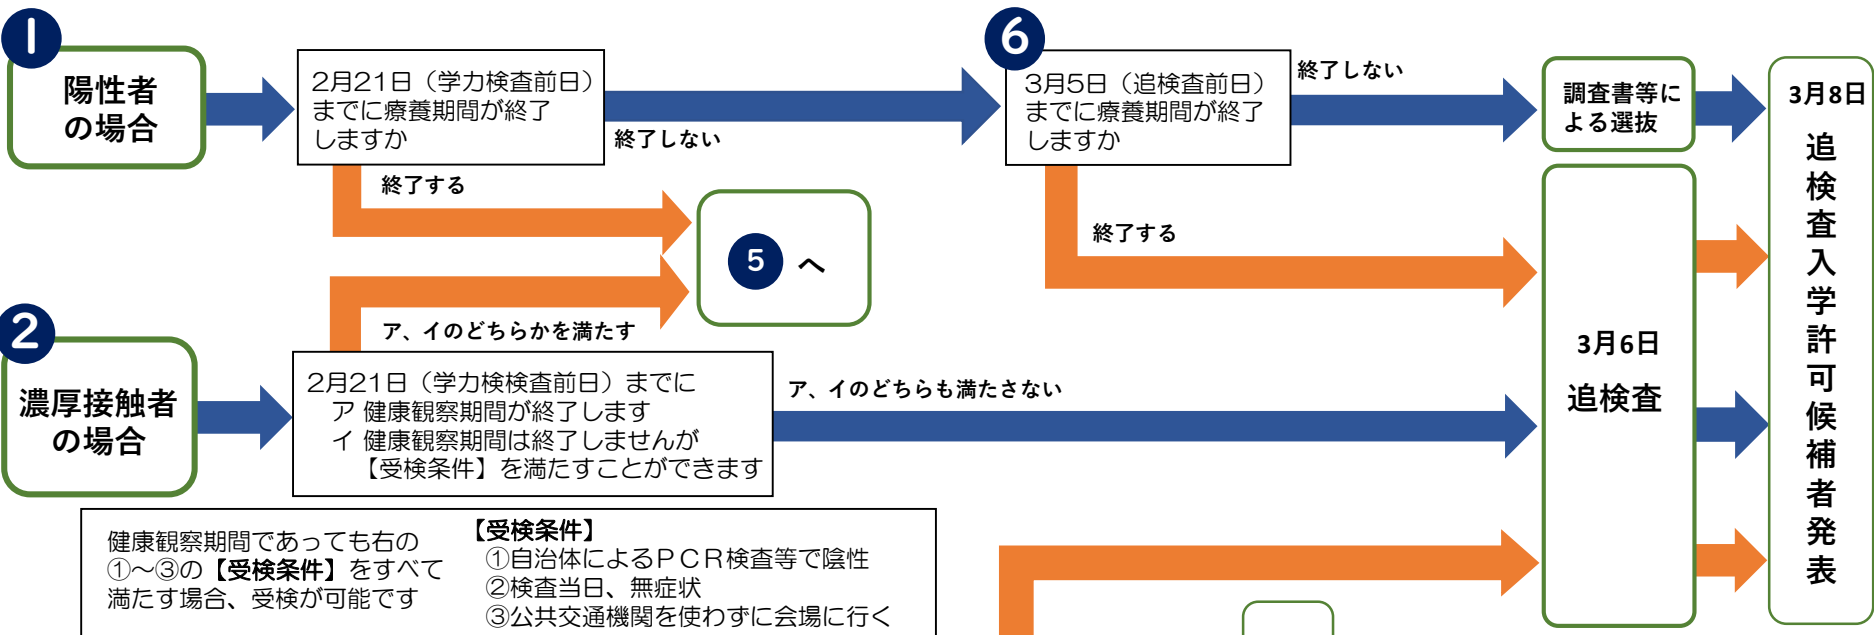 1
陽性者
の場合
2月21日（学力検査前日）
までに療養期間が終了
しますか
終了しない
終了する
6
3月5日（追検査前日）
までに療養期間が終了
しますか
終了しない
終了する
調査書等に
よる選抜
3月8日
追検査入学許可候補者発表
5 へ
2
濃厚接触者
の場合
ア、イのどちらかを満たす
2月21日（学力検検査前日）までに
ア 健康観察期間が終了します
イ 健康観察期間は終了しませんが
【受検条件】を満たすことができます
ア、イのどちらも満たさない
3月6日
追検査
健康観察期間であっても右の
①～③の【受検条件】をすべて
満たす場合、受検が可能です
【受検条件】
①自治体によるＰＣＲ検査等で陰性
②検査当日、無症状
③公共交通機関を使わずに会場に行く